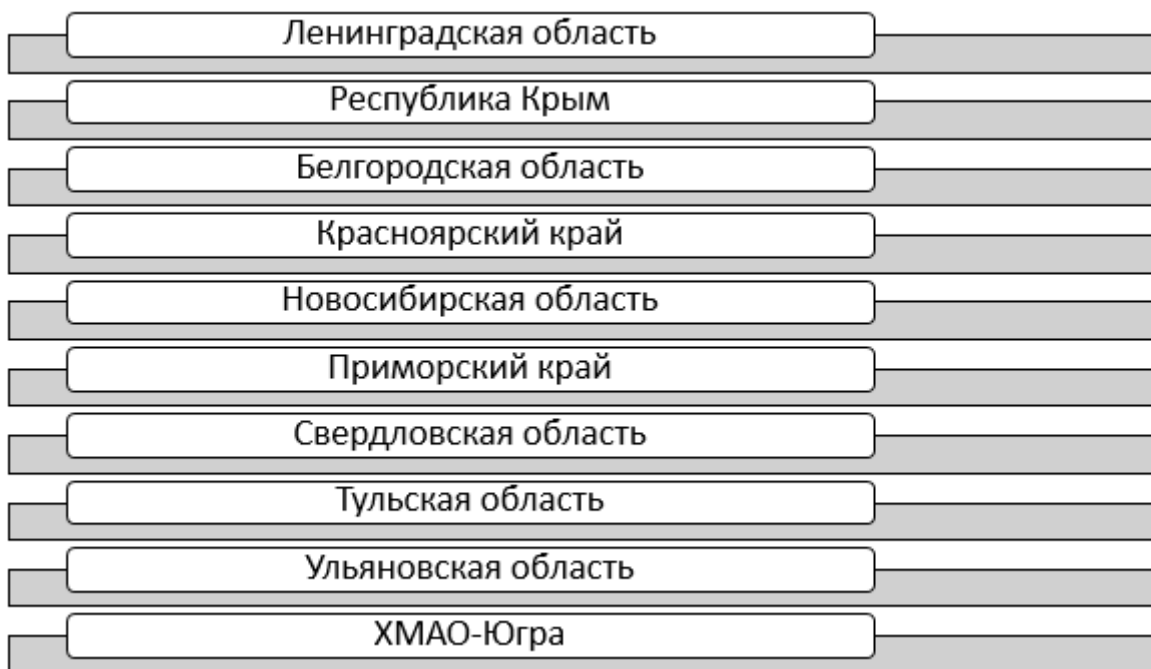 Ленинградская область
Республика Крым
Белгородская область
Красноярский край
Новосибирская область
Приморский край
Свердловская область
Тульская область
Ульяновская область
ХМАО-Югра